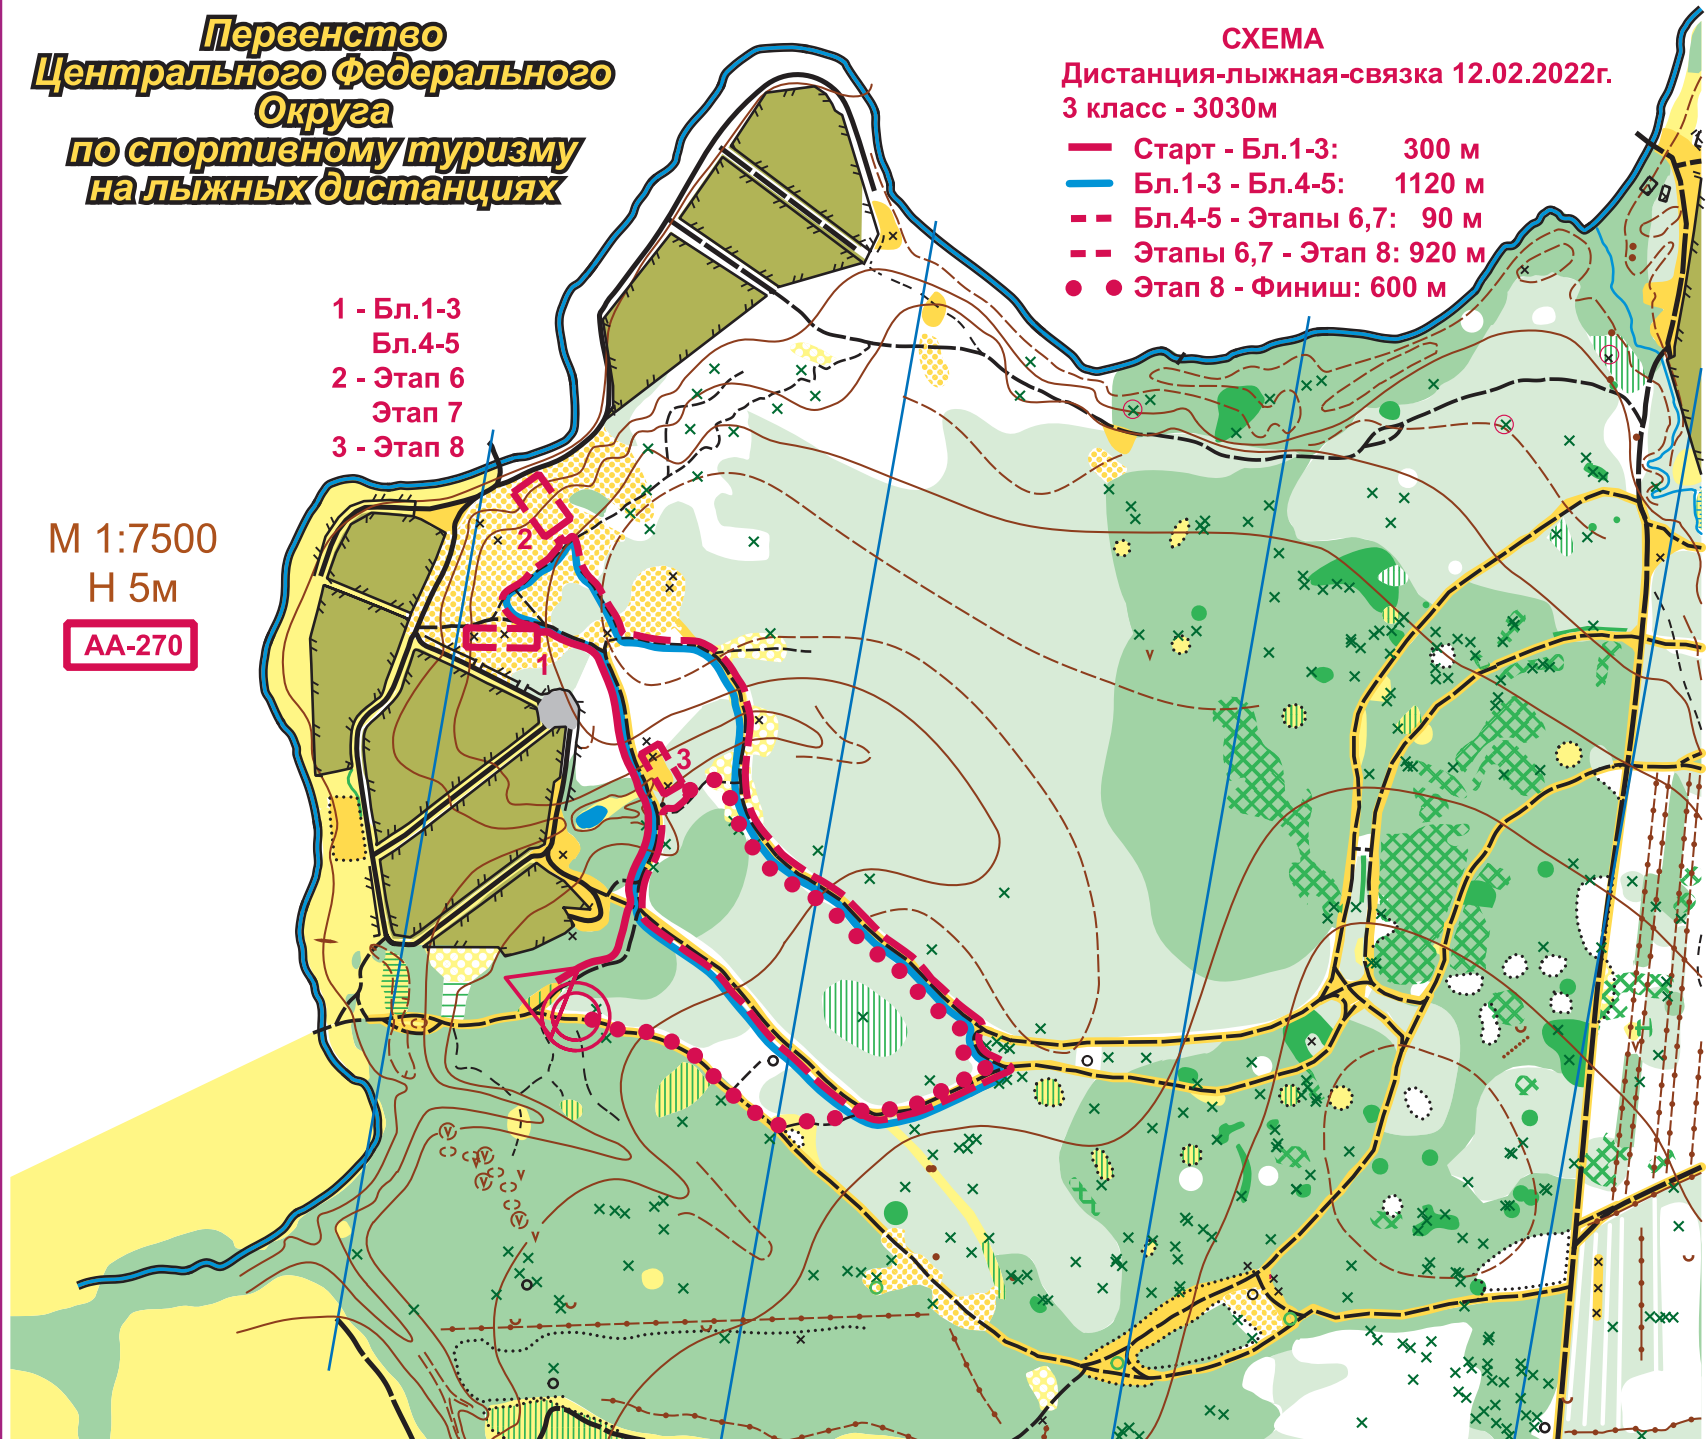 Первенство
Центрального Федерального
Округа
по спортивному туризму
на лыжных дистанциях
СХЕМА
Дистанция-лыжная-связка 12.02.2022г.
3 класс - 3030м
Старт - Бл.1-3: 300 м
Бл.1-3 - Бл.4-5: 1120 м
Бл.4-5 - Этапы 6,7: 90 м
Этапы 6,7 - Этап 8: 920 м
Этап 8 - Финиш: 600 м
1 - Бл.1-3
Бл.4-5
2 - Этап 6
Этап 7
3 - Этап 8
М 1:7500
Н 5м
АА-270
2
1
3